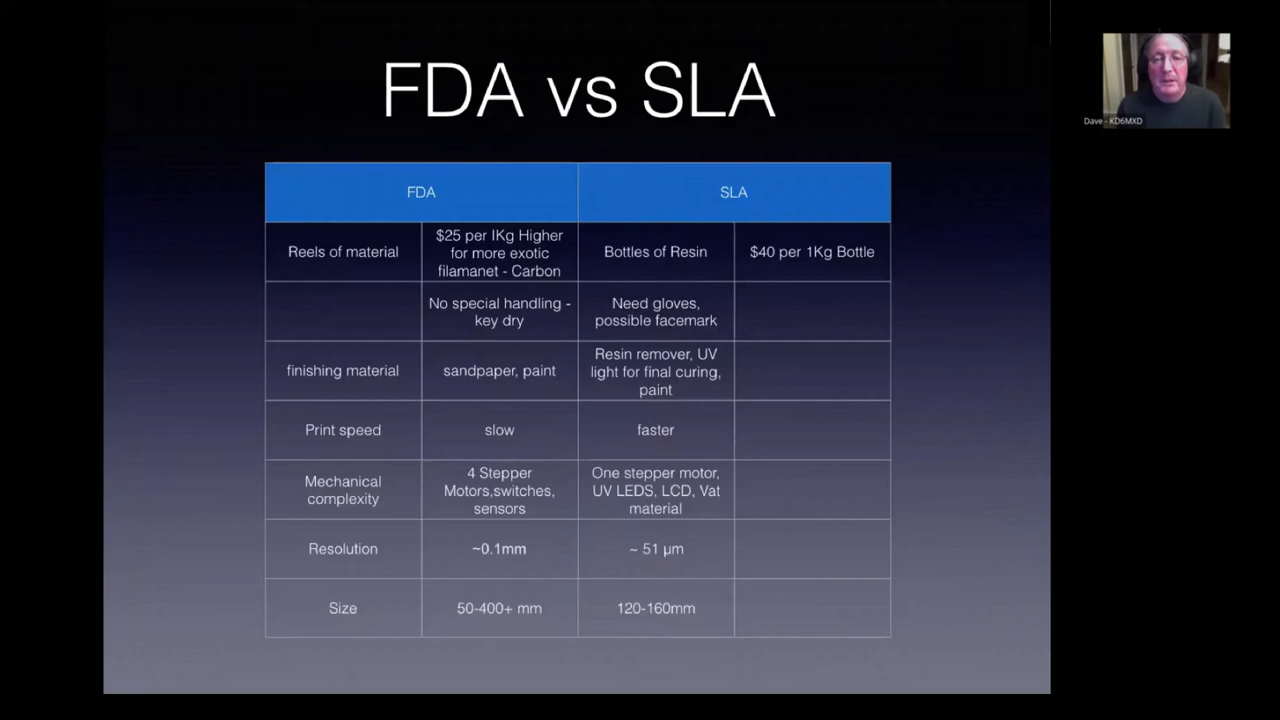 FDA vs SLA
Dave - KD6MXD
FDA
SLA
Reels of material
$25 per IKg Higher
for more exotic
filamanet - Carbon
Bottles of Resin
$40 per 1Kg Bottle
No special handling -
key dry
Need gloves,
possible facemark
finishing material
sandpaper, paint
Resin remover, UV
light for final curing,
paint
Print speed
slow
faster
Mechanical
complexity
4 Stepper
Motors,switches,
sensors
One stepper motor,
UV LEDS, LCD, Vat
material
Resolution
~0.1mm
~ 51 µm
Size
50-400+ mm
120-160mm